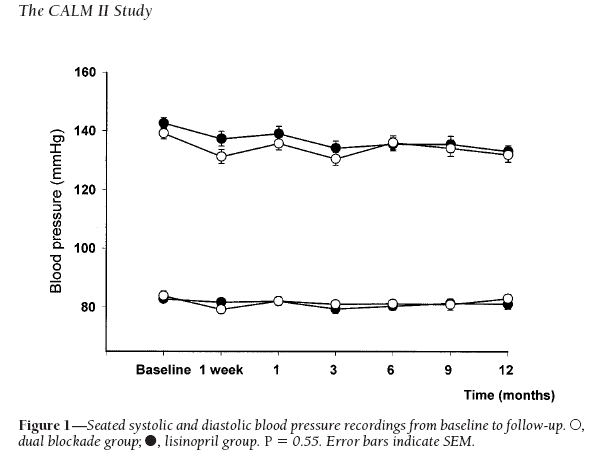 The CALM II Study
160
140
120
100
80
Blood pressure (mmHg)
Baseline 1 week 1 3 6 9 12
Time (months)
Figure 1—Seated systolic and diastolic blood pressure recordings from baseline to follow-up. ○,
dual blockade group; ●, lisinopril group. P = 0.55. Error bars indicate SEM.